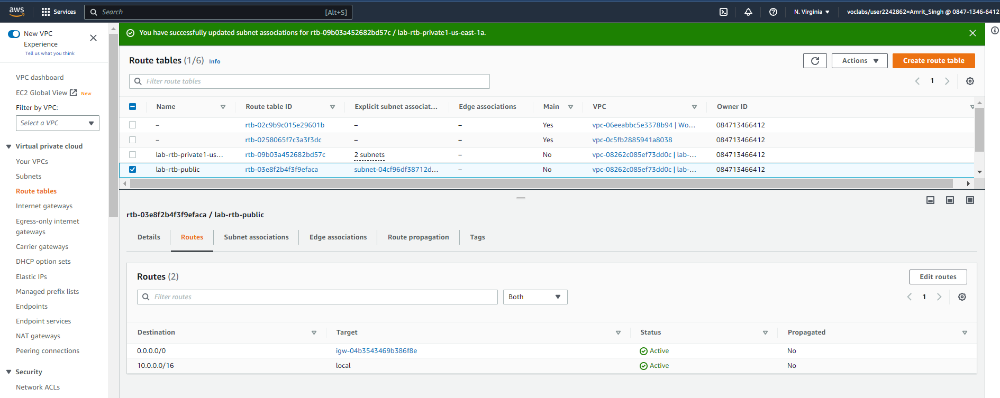 aws
Services
Search
[Alt+S]
N. Virginia
voclabs/user2242862=Amrit_Singh @ 0847-1346-6412
New VPC
Experience
Tell us what you think
VPC dashboard
EC2 Global View New
Filter by VPC:
Select a VPC
Virtual private cloud
Your VPCs
Subnets
Route tables
Internet gateways
Egress-only internet
gateways
Carrier gateways
DHCP option sets
Elastic IPs
Managed prefix lists
Endpoints
Endpoint services
NAT gateways
Peering connections
Security
Network ACLs
You have successfully updated subnet associations for rtb-09b03a452682bd57c / lab-rtb-private1-us-east-1a.
Route tables (1/6) Info
Actions
Create route table
Filter route tables
1
Name Route table ID Explicit subnet associat... Edge associations Main VPC Owner ID
– rtb-02c9b9c015e29601b – – Yes vpc-06eeabbc5e3378b94 | Wo... 084713466412
– rtb-0258065f7c3a3f3dc – – Yes vpc-0c5fb2885941a8038 084713466412
lab-rtb-private1-us... rtb-09b03a452682bd57c 2 subnets – No vpc-08262c085ef73dd0c | lab-... 084713466412
lab-rtb-public rtb-03e8f2b4f3f9efaca subnet-04cf96df38712d... – No vpc-08262c085ef73dd0c | lab-... 084713466412
rtb-03e8f2b4f3f9efaca / lab-rtb-public
Details Routes Subnet associations Edge associations Route propagation Tags
Routes (2)
Edit routes
Filter routes
Both
1
Destination Target Status Propagated
0.0.0.0/0 igw-04b3543469b386f8e Active No
10.0.0.0/16 local Active No